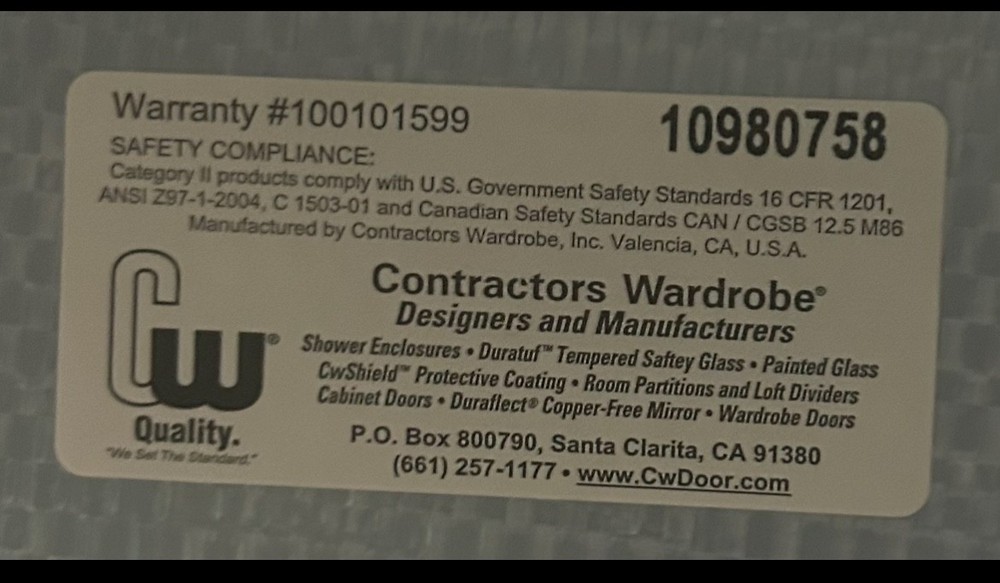 Warranty #100101599
10980758
SAFETY COMPLIANCE:
Category II products comply with U.S. Government Safety Standards 16 CFR 1201,
ANSI Z97-1-2004, C 1503-01 and Canadian Safety Standards CAN / CGSB 12.5 M86
Manufactured by Contractors Wardrobe, Inc. Valencia, CA, U.S.A.
Cw®
Quality.
"We Set The Standard."
Contractors Wardrobe®
Designers and Manufacturers
Shower Enclosures • Duratuf™ Tempered Saftey Glass • Painted Glass
CwShield™ Protective Coating • Room Partitions and Loft Dividers
Cabinet Doors • Duraflect® Copper-Free Mirror • Wardrobe Doors
P.O. Box 800790, Santa Clarita, CA 91380
(661) 257-1177 • www.CwDoor.com